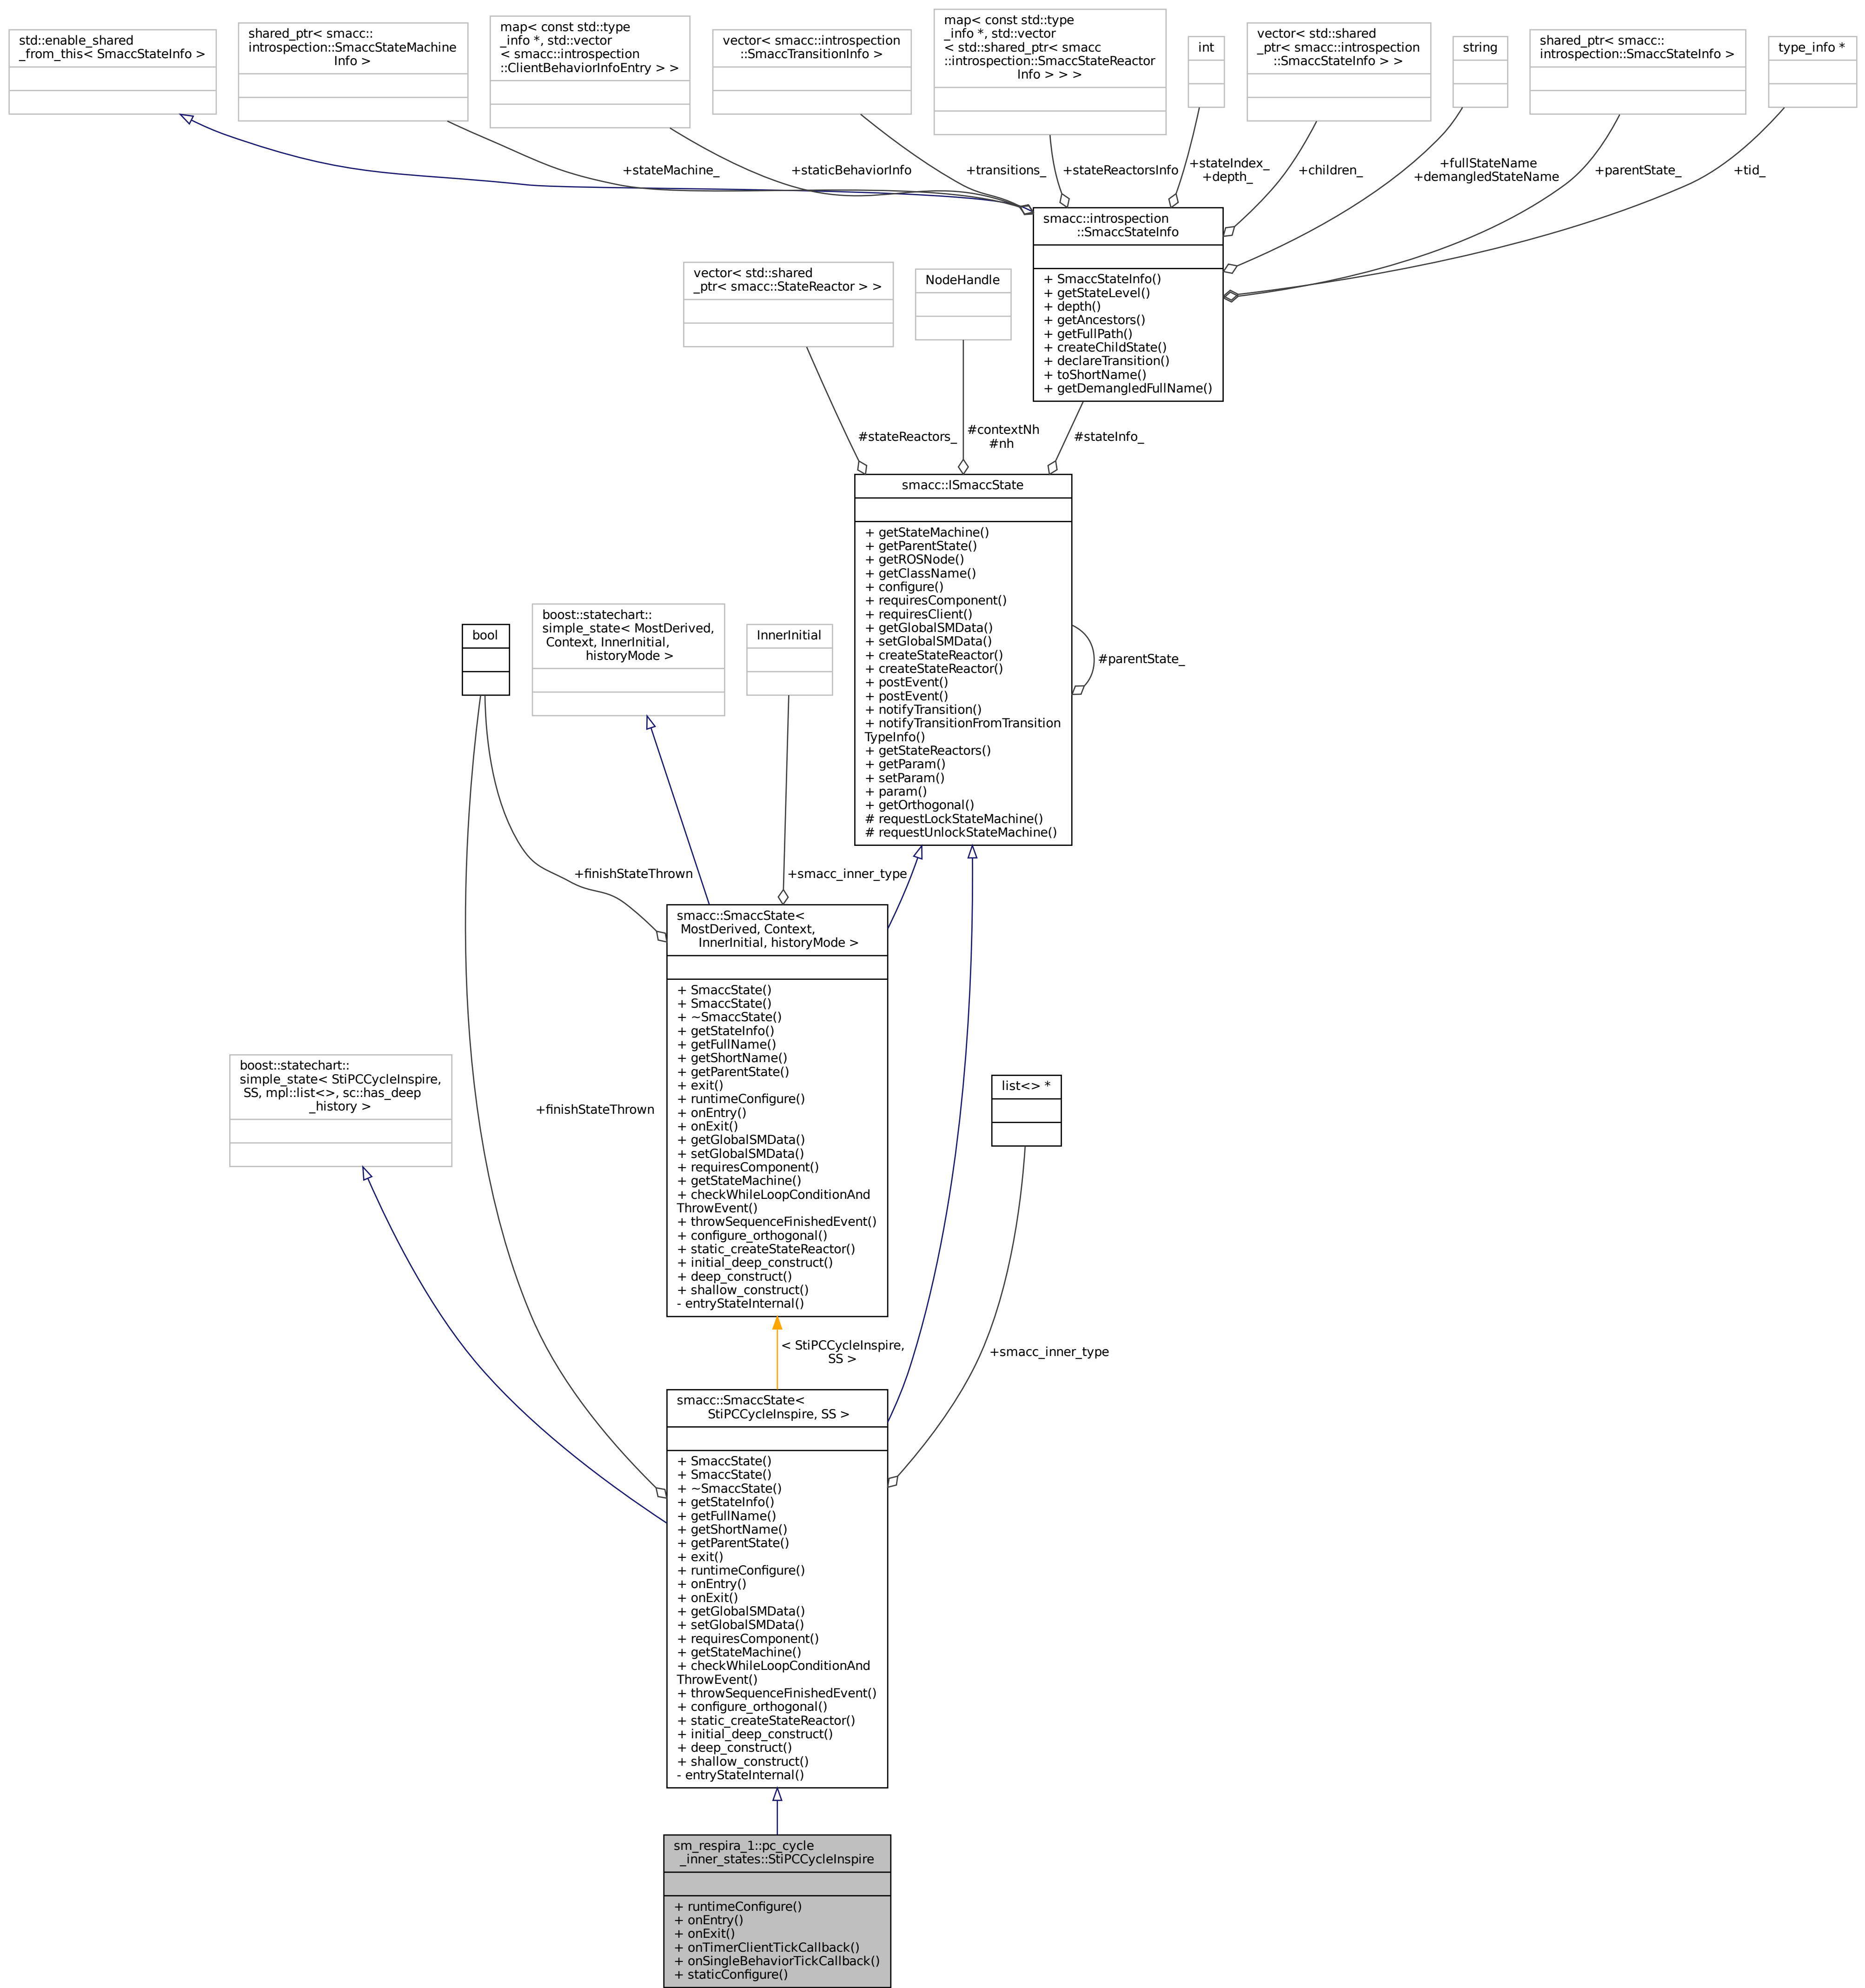 std::enable_shared
_from_this< SmaccStateInfo >
shared_ptr< smacc::
introspection::SmaccStateMachine
Info >
map< const std::type
_info *, std::vector
< smacc::introspection
::ClientBehaviorInfoEntry > >
vector< smacc::introspection
::SmaccTransitionInfo >
map< const std::type
_info *, std::vector
< std::shared_ptr< smacc
::introspection::SmaccStateReactor
Info > > >
int
vector< std::shared
_ptr< smacc::introspection
::SmaccStateInfo > >
string
shared_ptr< smacc::
introspection::SmaccStateInfo >
type_info *
+stateMachine_
+staticBehaviorInfo
+transitions_
+stateReactorsInfo
+stateIndex_
+depth_
+children_
+fullStateName
+demangledStateName
+parentState_
+tid_
smacc::introspection
::SmaccStateInfo
+ SmaccStateInfo()
+ getStateLevel()
+ depth()
+ getAncestors()
+ getFullPath()
+ createChildState()
+ declareTransition()
+ toShortName()
+ getDemangledFullName()
vector< std::shared
_ptr< smacc::StateReactor > >
NodeHandle
#stateReactors_
#contextNh
#nh
#stateInfo_
smacc::ISmaccState
+ getStateMachine()
+ getParentState()
+ getROSNode()
+ getClassName()
+ configure()
+ requiresComponent()
+ requiresClient()
+ getGlobalSMData()
+ setGlobalSMData()
+ createStateReactor()
+ createStateReactor()
+ postEvent()
+ postEvent()
+ notifyTransition()
+ notifyTransitionFromTransition
TypeInfo()
+ getStateReactors()
+ getParam()
+ setParam()
+ param()
+ getOrthogonal()
# requestLockStateMachine()
# requestUnlockStateMachine()
#parentState_
bool
boost::statechart::
simple_state< MostDerived,
Context, InnerInitial,
historyMode >
InnerInitial
+finishStateThrown
+smacc_inner_type
smacc::SmaccState<
MostDerived, Context,
InnerInitial, historyMode >
+ SmaccState()
+ SmaccState()
+ ~SmaccState()
+ getStateInfo()
+ getFullName()
+ getShortName()
+ getParentState()
+ exit()
+ runtimeConfigure()
+ onEntry()
+ onExit()
+ getGlobalSMData()
+ setGlobalSMData()
+ requiresComponent()
+ getStateMachine()
+ checkWhileLoopConditionAnd
ThrowEvent()
+ throwSequenceFinishedEvent()
+ configure_orthogonal()
+ static_createStateReactor()
+ initial_deep_construct()
+ deep_construct()
+ shallow_construct()
- entryStateInternal()
boost::statechart::
simple_state< StiPCCycleInspire,
SS, mpl::list<>, sc::has_deep
_history >
+finishStateThrown
list<> *
< StiPCCycleInspire,
SS >
+smacc_inner_type
smacc::SmaccState<
StiPCCycleInspire, SS >
+ SmaccState()
+ SmaccState()
+ ~SmaccState()
+ getStateInfo()
+ getFullName()
+ getShortName()
+ getParentState()
+ exit()
+ runtimeConfigure()
+ onEntry()
+ onExit()
+ getGlobalSMData()
+ setGlobalSMData()
+ requiresComponent()
+ getStateMachine()
+ checkWhileLoopConditionAnd
ThrowEvent()
+ throwSequenceFinishedEvent()
+ configure_orthogonal()
+ static_createStateReactor()
+ initial_deep_construct()
+ deep_construct()
+ shallow_construct()
- entryStateInternal()
sm_respira_1::pc_cycle
_inner_states::StiPCCycleInspire
+ runtimeConfigure()
+ onEntry()
+ onExit()
+ onTimerClientTickCallback()
+ onSingleBehaviorTickCallback()
+ staticConfigure()